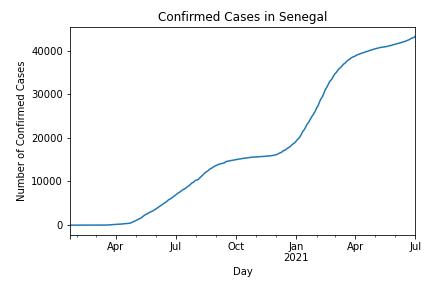 Confirmed Cases in Senegal
Number of Confirmed Cases
40000
30000
20000
10000
0
Apr
Jul
Oct
Jan
2021
Apr
Jul
Day